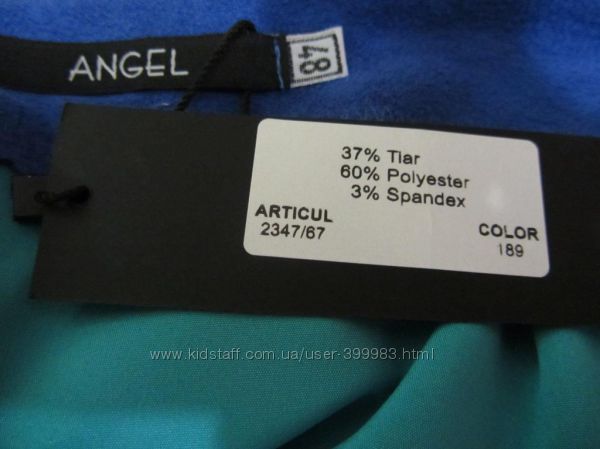 ANGEL
48
37% Tiar
60% Polyester
3% Spandex
ARTICUL
2347/67
COLOR
189
www.kidstaff.com.ua/user-399983.html